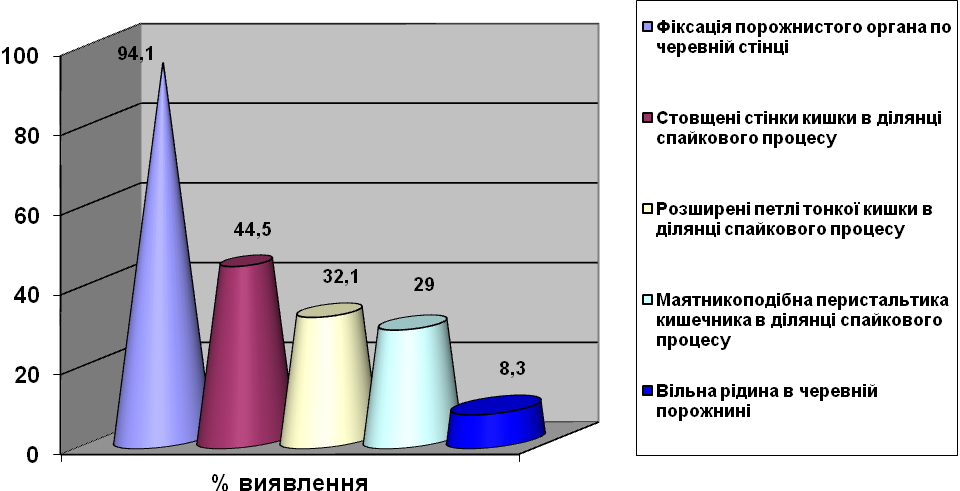 100
80
60
40
20
0
94,1
44,5
32,1
29
8,3
% виявлення
Фіксація порожнистого органа по
черевній стінці
Стовщені стінки кишки в ділянці
спайкового процесу
Розширені петлі тонкої кишки в
ділянці спайкового процесу
Маятникоподібна перистальтика
кишечника в ділянці спайкового
процесу
Вільна рідина в черевній
порожнині